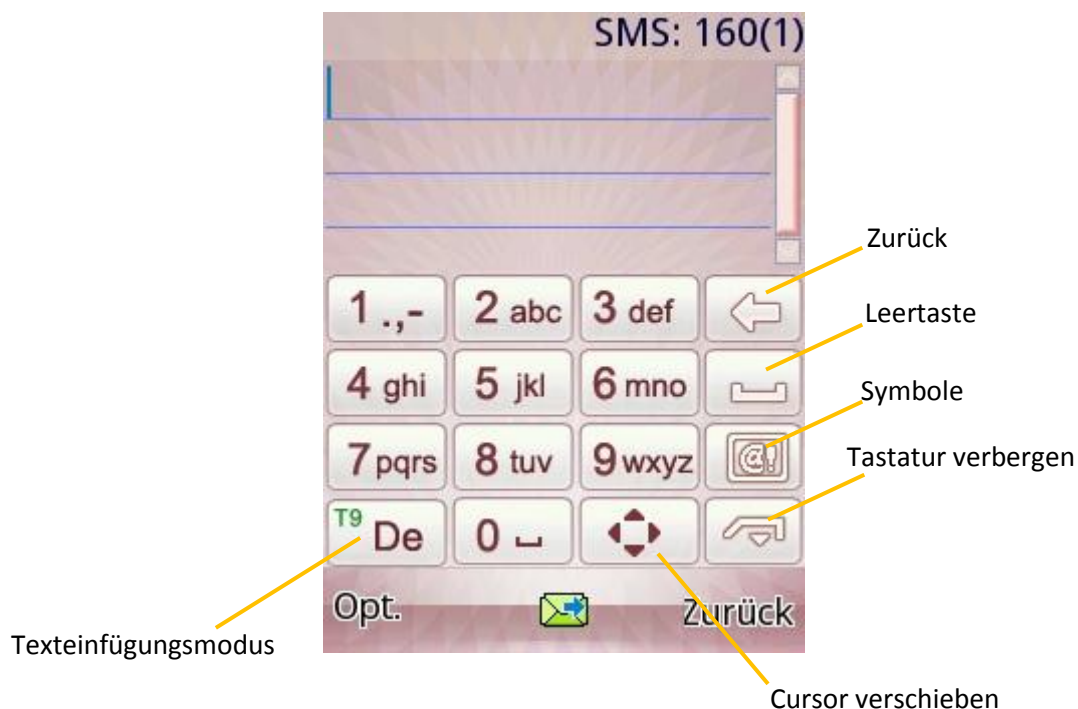 SMS: 160(1)
Zurück
1 .,- 2 abc 3 def
Leertaste
4 ghi 5 jkl 6 mno
Symbole
@!
7 pqrs 8 tuv 9 wxyz
Tastatur verbergen
T9 De 0 ⎵
Opt. Zurück
Texteinfügungsmodus
Cursor verschieben